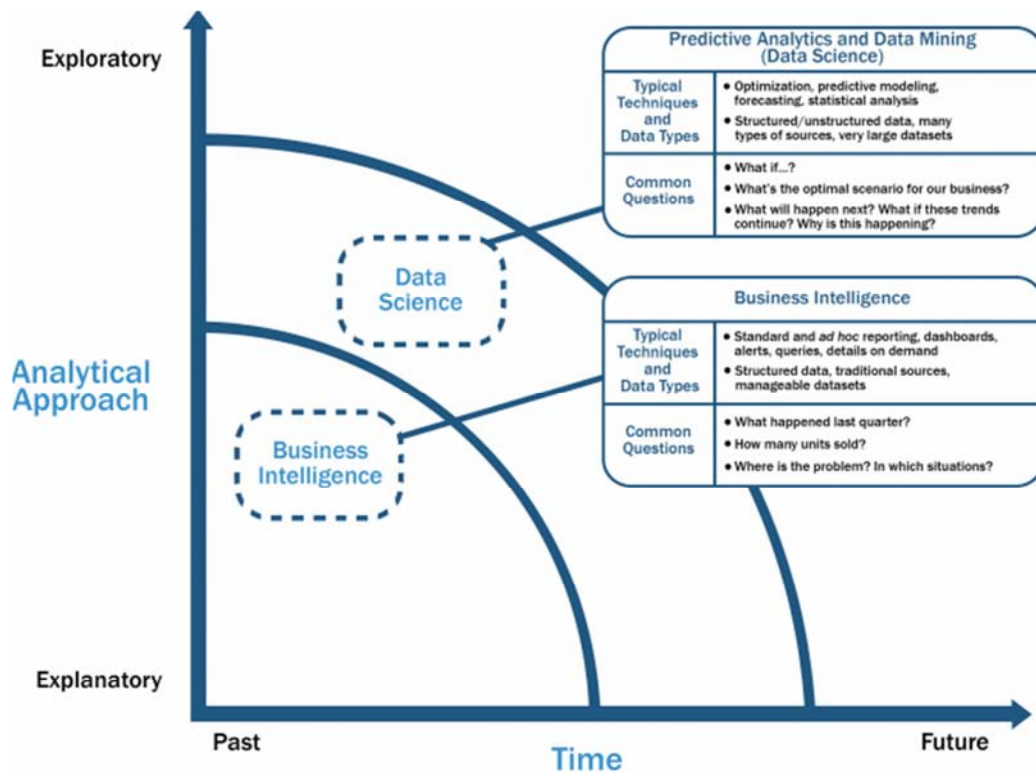 Exploratory
Analytical
Approach
Explanatory
Past
Time
Future
Data
Science
Business
Intelligence
Predictive Analytics and Data Mining
(Data Science)
Typical
Techniques
and
Data Types
• Optimization, predictive modeling,
forecasting, statistical analysis
• Structured/unstructured data, many
types of sources, very large datasets
Common
Questions
• What if...?
• What's the optimal scenario for our business?
• What will happen next? What if these trends
continue? Why is this happening?
Business Intelligence
Typical
Techniques
and
Data Types
• Standard and ad hoc reporting, dashboards,
alerts, queries, details on demand
• Structured data, traditional sources,
manageable datasets
Common
Questions
• What happened last quarter?
• How many units sold?
• Where is the problem? In which situations?